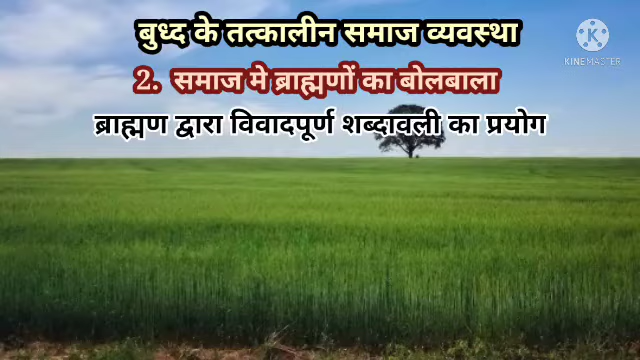 बुध्द के तत्कालीन समाज व्यवस्था
2. समाज मे ब्राह्मणों का बोलबाला
ब्राह्मण द्वारा विवादपूर्ण शब्दावली का प्रयोग
KINEMASTER